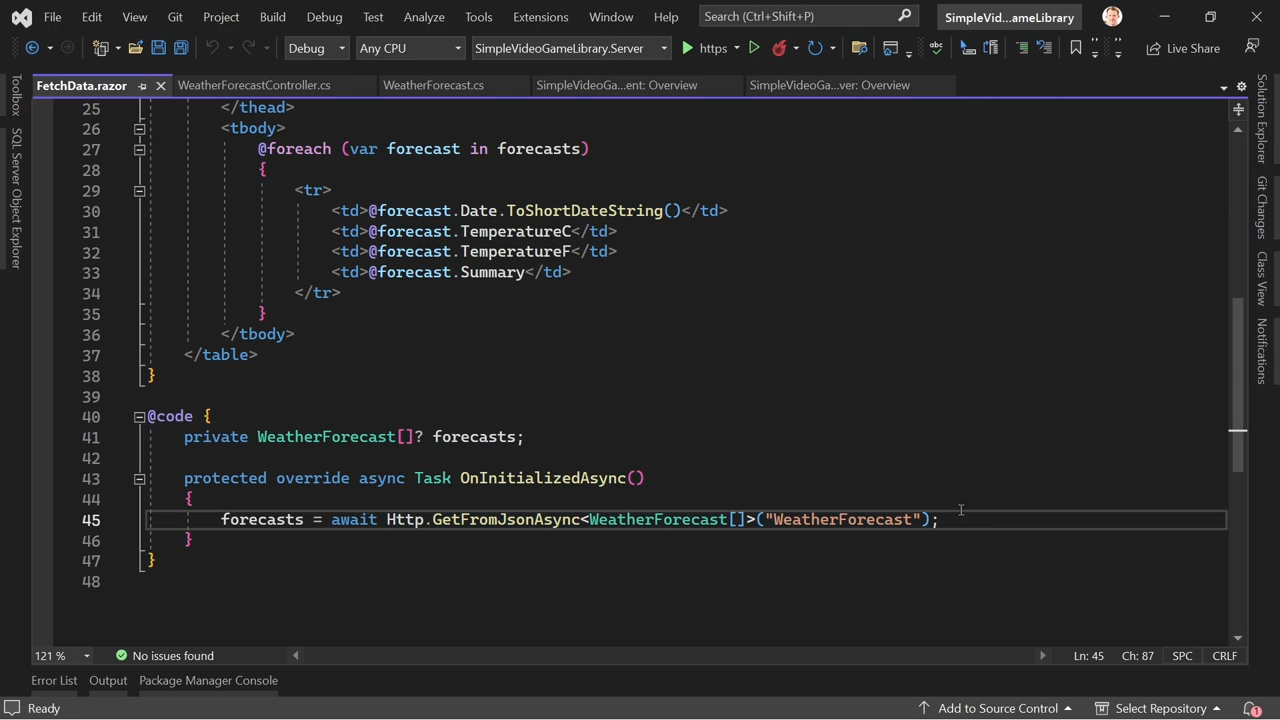 File Edit View Git Project Build Debug Test Analyze Tools Extensions Window Help Search (Ctrl+Shift+P) SimpleVid...ameLibrary
Debug Any CPU SimpleVideoGameLibrary.Server https Live Share
FetchData.razor WeatherForecastController.cs WeatherForecast.cs SimpleVideoGa...ent: Overview SimpleVideoGa...ver: Overview
Toolbox
SQL Server Object Explorer
25 </thead>
26 <tbody>
27 @foreach (var forecast in forecasts)
28 {
29 <tr>
30 <td>@forecast.Date.ToShortDateString()</td>
31 <td>@forecast.TemperatureC</td>
32 <td>@forecast.TemperatureF</td>
33 <td>@forecast.Summary</td>
34 </tr>
35 }
36 </tbody>
37 </table>
38 }
39
40 @code {
41 private WeatherForecast[]? forecasts;
42
43 protected override async Task OnInitializedAsync()
44 {
45 forecasts = await Http.GetFromJsonAsync<WeatherForecast[]>("WeatherForecast");
46 }
47 }
48
Solution Explorer
Git Changes
Class View
Notifications
121 % No issues found Ln: 45 Ch: 87 SPC CRLF
Error List Output Package Manager Console
Ready Add to Source Control Select Repository 1